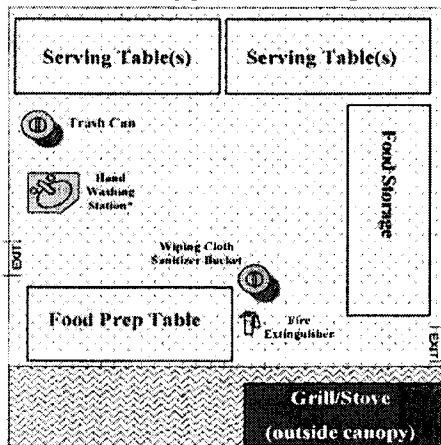 Serving Table(s)
Serving Table(s)
Trash Can
Hand
Washing
Station*
Food Storage
EXIT
Wiping Cloth
Sanitizer Bucket
Food Prep Table
Fire
Extinguisher
EXIT
Grill/Stove
(outside canopy)